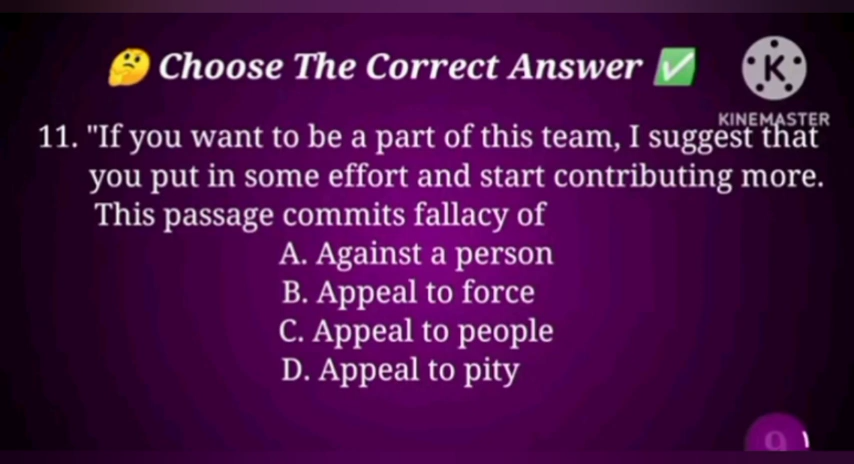 🤔 Choose The Correct Answer ✅
K
KINEMASTER
11. "If you want to be a part of this team, I suggest that
you put in some effort and start contributing more.
This passage commits fallacy of
A. Against a person
B. Appeal to force
C. Appeal to people
D. Appeal to pity
9